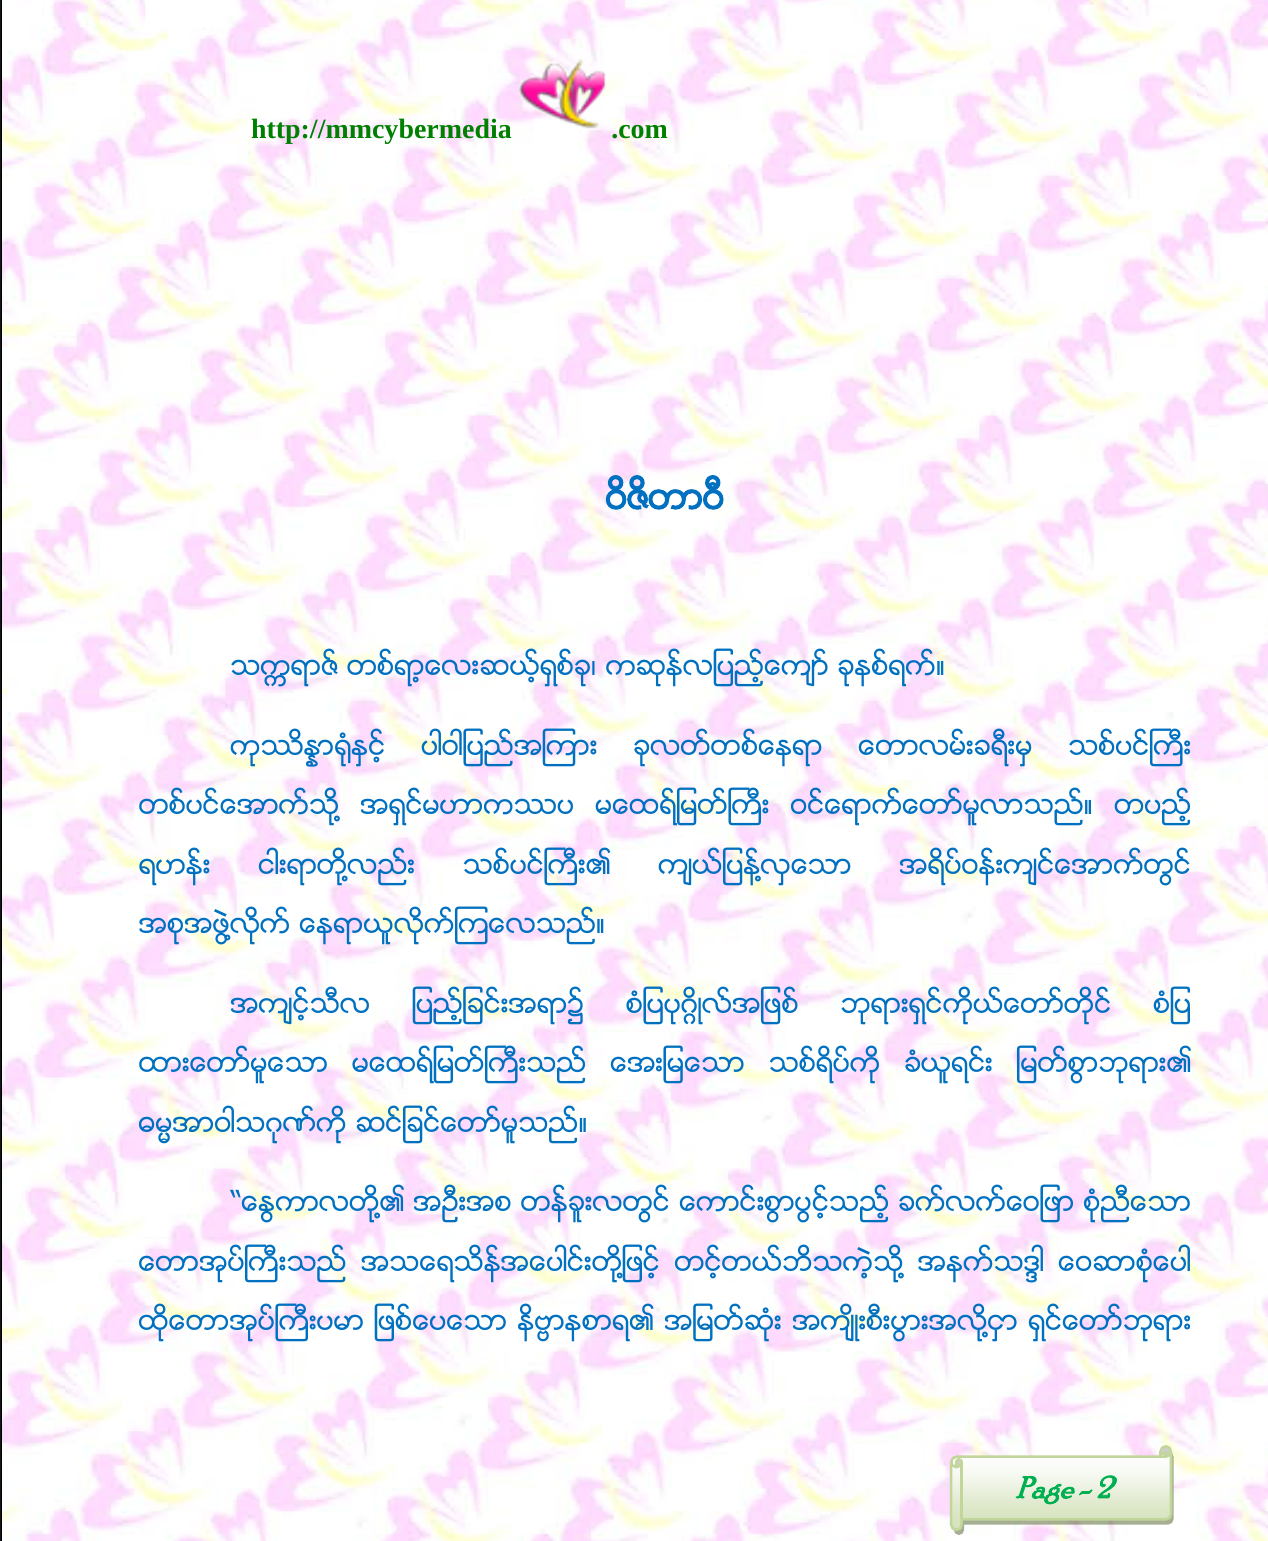 http://mmcybermedia .com
ဝိဇိတာဝီ
သက္ကရာဇ် တစ်ရာ့လေးဆယ့်ရှစ်ခု၊ ကဆုန်လပြည့်ကျော် ခုနစ်ရက်။
ကုဿိန္နာရုံနှင့် ပါဝါပြည်အကြား ခုလတ်တစ်နေရာ တောလမ်းခရီးမှ သစ်ပင်ကြီး
တစ်ပင်အောက်သို့ အရှင်မဟာကဿပ မထေရ်မြတ်ကြီး ဝင်ရောက်တော်မူလာသည်။ တပည့်
ရဟန်း ငါးရာတို့လည်း သစ်ပင်ကြီး၏ ကျယ်ပြန့်လှသော အရိပ်ဝန်းကျင်အောက်တွင်
အစုအဖွဲ့လိုက် နေရာယူလိုက်ကြလေသည်။
အကျင့်သီလ ပြည့်ခြင်းအရာ၌ စံပြပုဂ္ဂိုလ်အဖြစ် ဘုရားရှင်ကိုယ်တော်တိုင် စံပြ
ထားတော်မူသော မထေရ်မြတ်ကြီးသည် အေးမြသော သစ်ရိပ်ကို ခံယူရင်း မြတ်စွာဘုရား၏
ဓမ္မအာဝါသဂုဏ်ကို ဆင်ခြင်တော်မူသည်။
“နွေကာလတို့၏ အဦးအစ တန်ခူးလတွင် ကောင်းစွာပွင့်သည့် ခက်လက်ဝေဖြာ စုံညီသော
တောအုပ်ကြီးသည် အသရေသိန်အပေါင်းတို့ဖြင့် တင့်တယ်ဘိသကဲ့သို့ အနက်သဒ္ဒါ ဝေဆာစုံပေါ
ထိုတောအုပ်ကြီးပမာ ဖြစ်ပေသော နိဗ္ဗာနစာရ၏ အမြတ်ဆုံး အကျိုးစီးပွားအလို့ငှာ ရှင်တော်ဘုရား
Page - 2